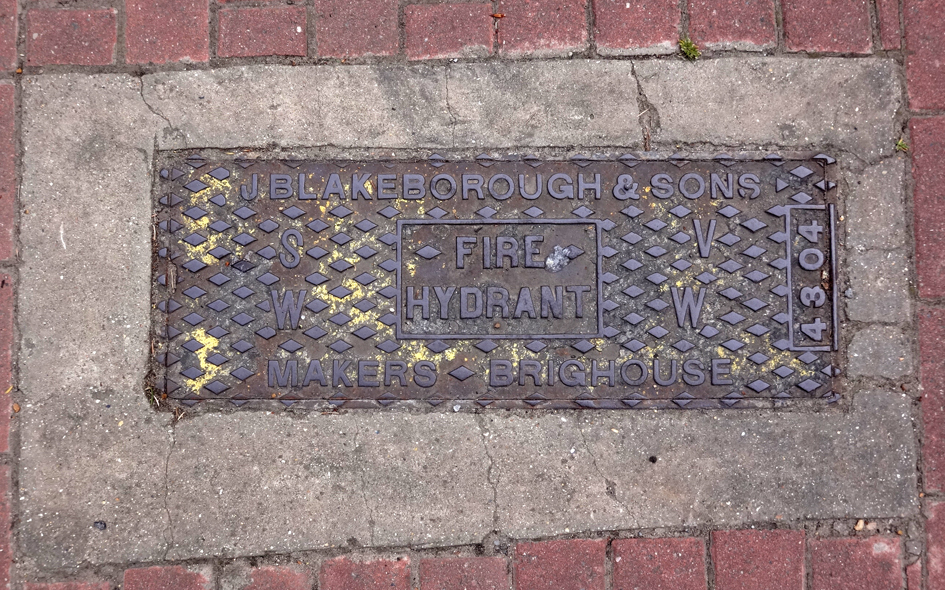 J BLAKEBOROUGH & SONS
S V
FIRE
HYDRANT
W W
MAKERS BRIGHOUSE
4304